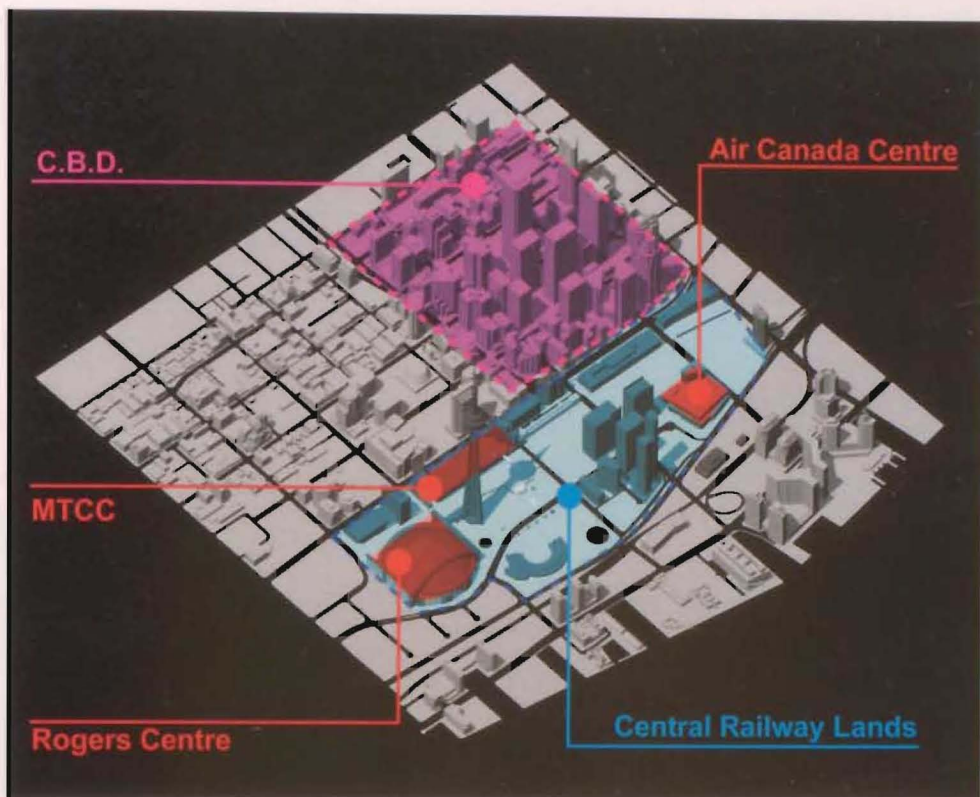 C.B.D.
Air Canada Centre
MTCC
Rogers Centre
Central Railway Lands